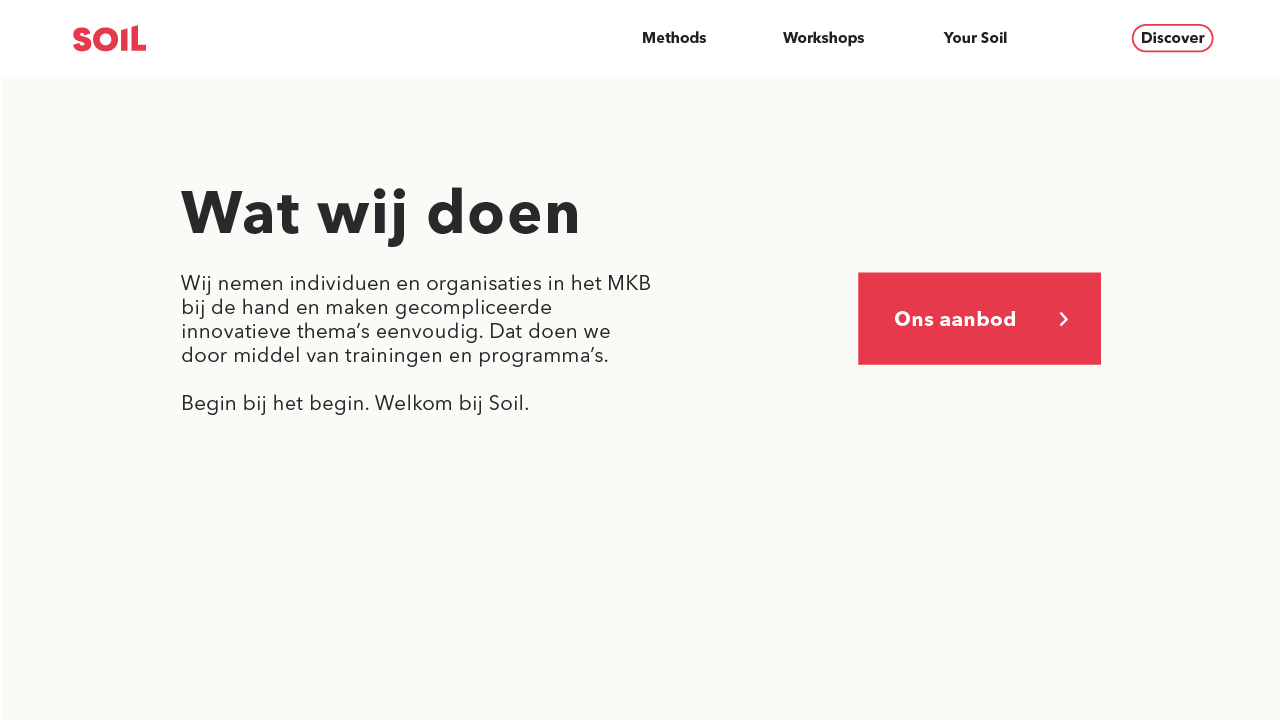 SOIL
Methods
Workshops
Your Soil
Discover
Wat wij doen
Wij nemen individuen en organisaties in het MKB
bij de hand en maken gecompliceerde
innovatieve thema’s eenvoudig. Dat doen we
door middel van trainingen en programma’s.
Begin bij het begin. Welkom bij Soil.
Ons aanbod